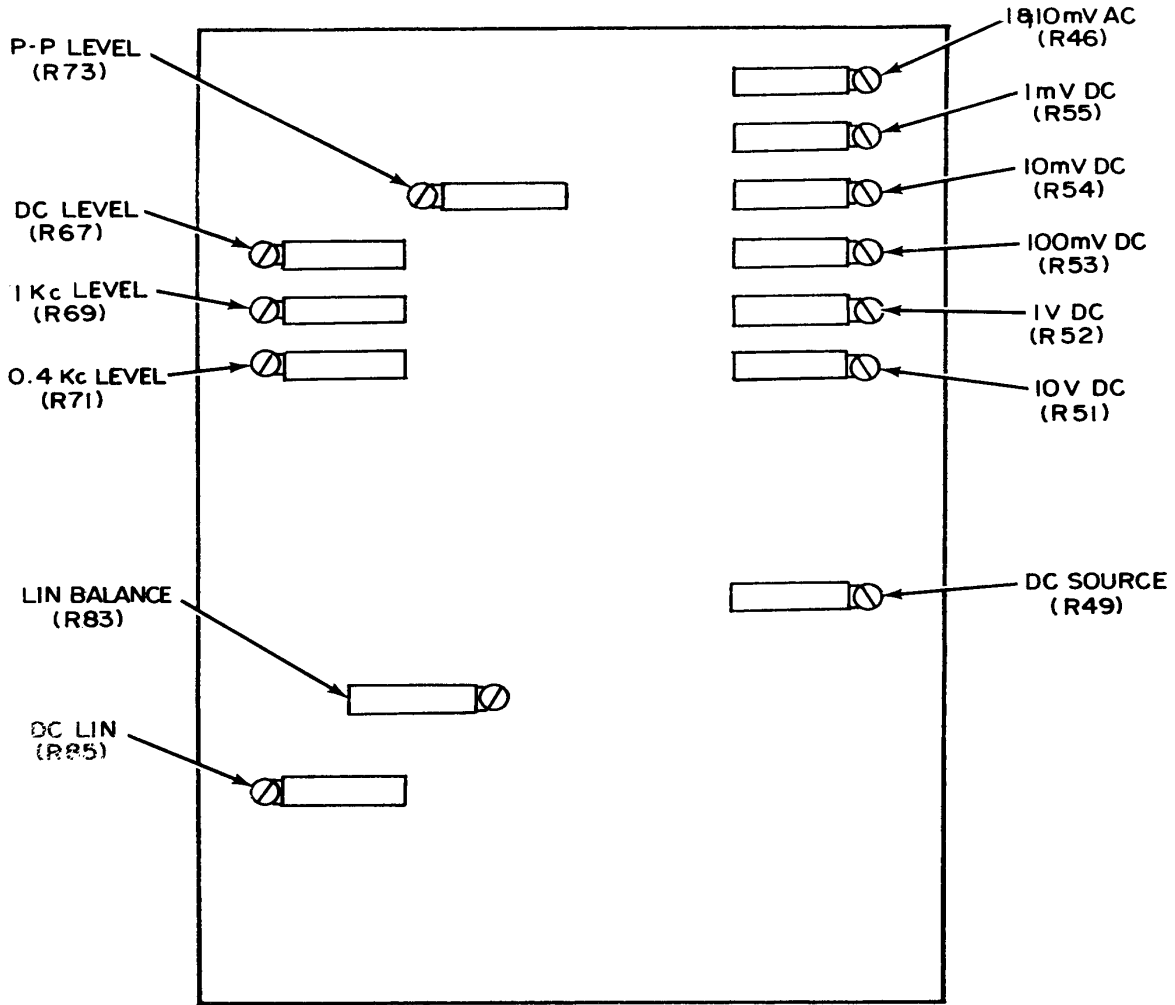 P-P LEVEL
(R73)
DC LEVEL
(R67)
1 Kc LEVEL
(R69)
0.4 Kc LEVEL
(R71)
LIN BALANCE
(R83)
DC LIN
(R85)
1&10mV AC
(R46)
1mV DC
(R55)
10mV DC
(R54)
100mV DC
(R53)
1V DC
(R52)
10V DC
(R51)
DC SOURCE
(R49)